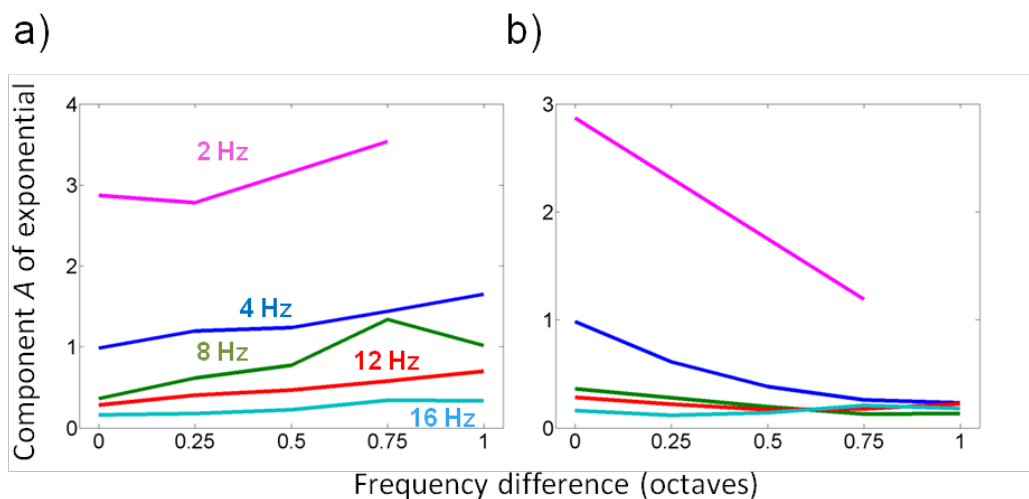 a)
b)
Component A of exponential
4
3
2
1
0
0
0.25
0.5
0.75
1
2 Hz
4 Hz
8 Hz
12 Hz
16 Hz
3
2
1
0
0
0.25
0.5
0.75
1
Frequency difference (octaves)